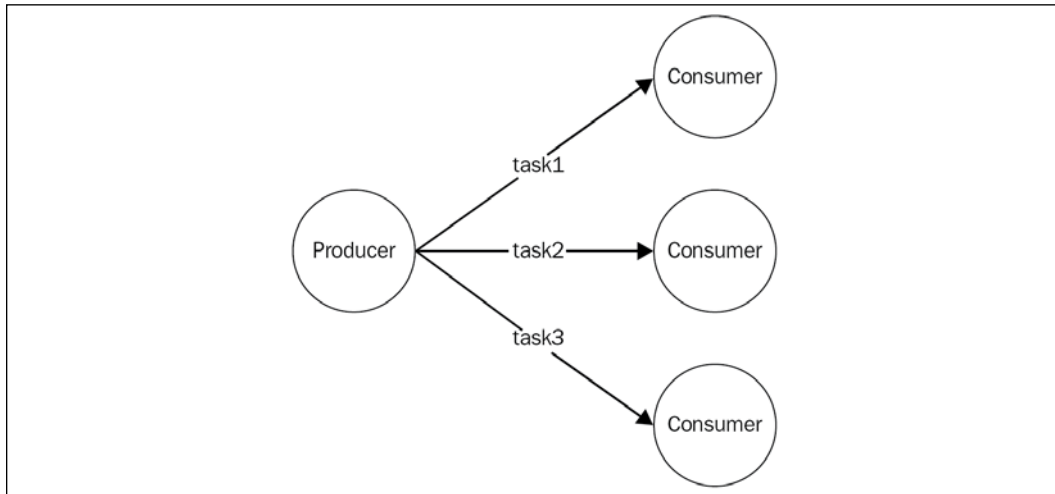 Consumer
task1
Producer
task2
Consumer
task3
Consumer